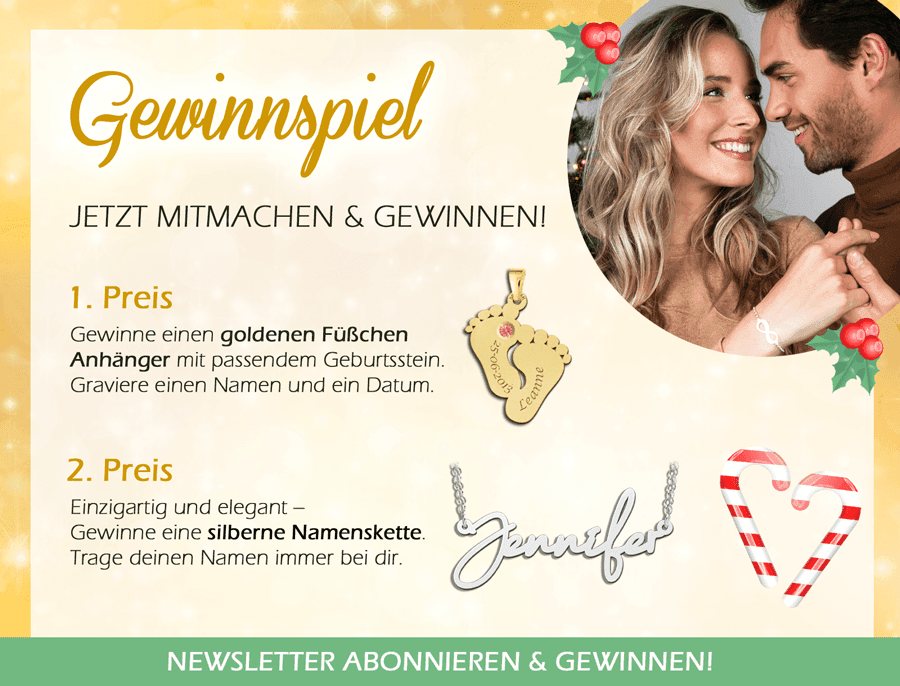 Gewinnspiel
JETZT MITMACHEN & GEWINNEN!
1. Preis
Gewinne einen goldenen Füßchen
Anhänger mit passendem Geburtsstein.
Graviere einen Namen und ein Datum.
25-06-2013
Leanne
2. Preis
Einzigartig und elegant –
Gewinne eine silberne Namenskette.
Trage deinen Namen immer bei dir.
Jennifer
NEWSLETTER ABONNIEREN & GEWINNEN!